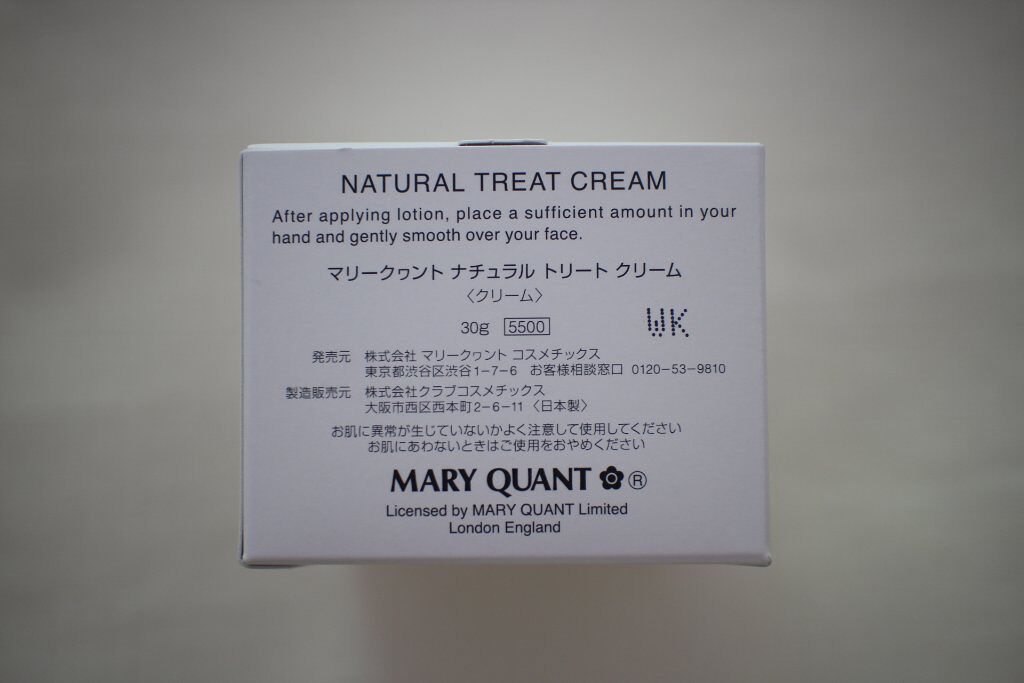 NATURAL TREAT CREAM
After applying lotion, place a sufficient amount in your
hand and gently smooth over your face.
マリークヮント ナチュラル トリート クリーム
〈クリーム〉
30g 5500
WK
発売元 株式会社 マリークヮント コスメチックス
東京都渋谷区渋谷1-7-6 お客様相談窓口 0120-53-9810
製造販売元 株式会社クラブコスメチックス
大阪市西区西本町2-6-11〈日本製〉
お肌に異常が生じていないかよく注意して使用してください
お肌にあわないときはご使用をおやめください
MARY QUANT ®
Licensed by MARY QUANT Limited
London England